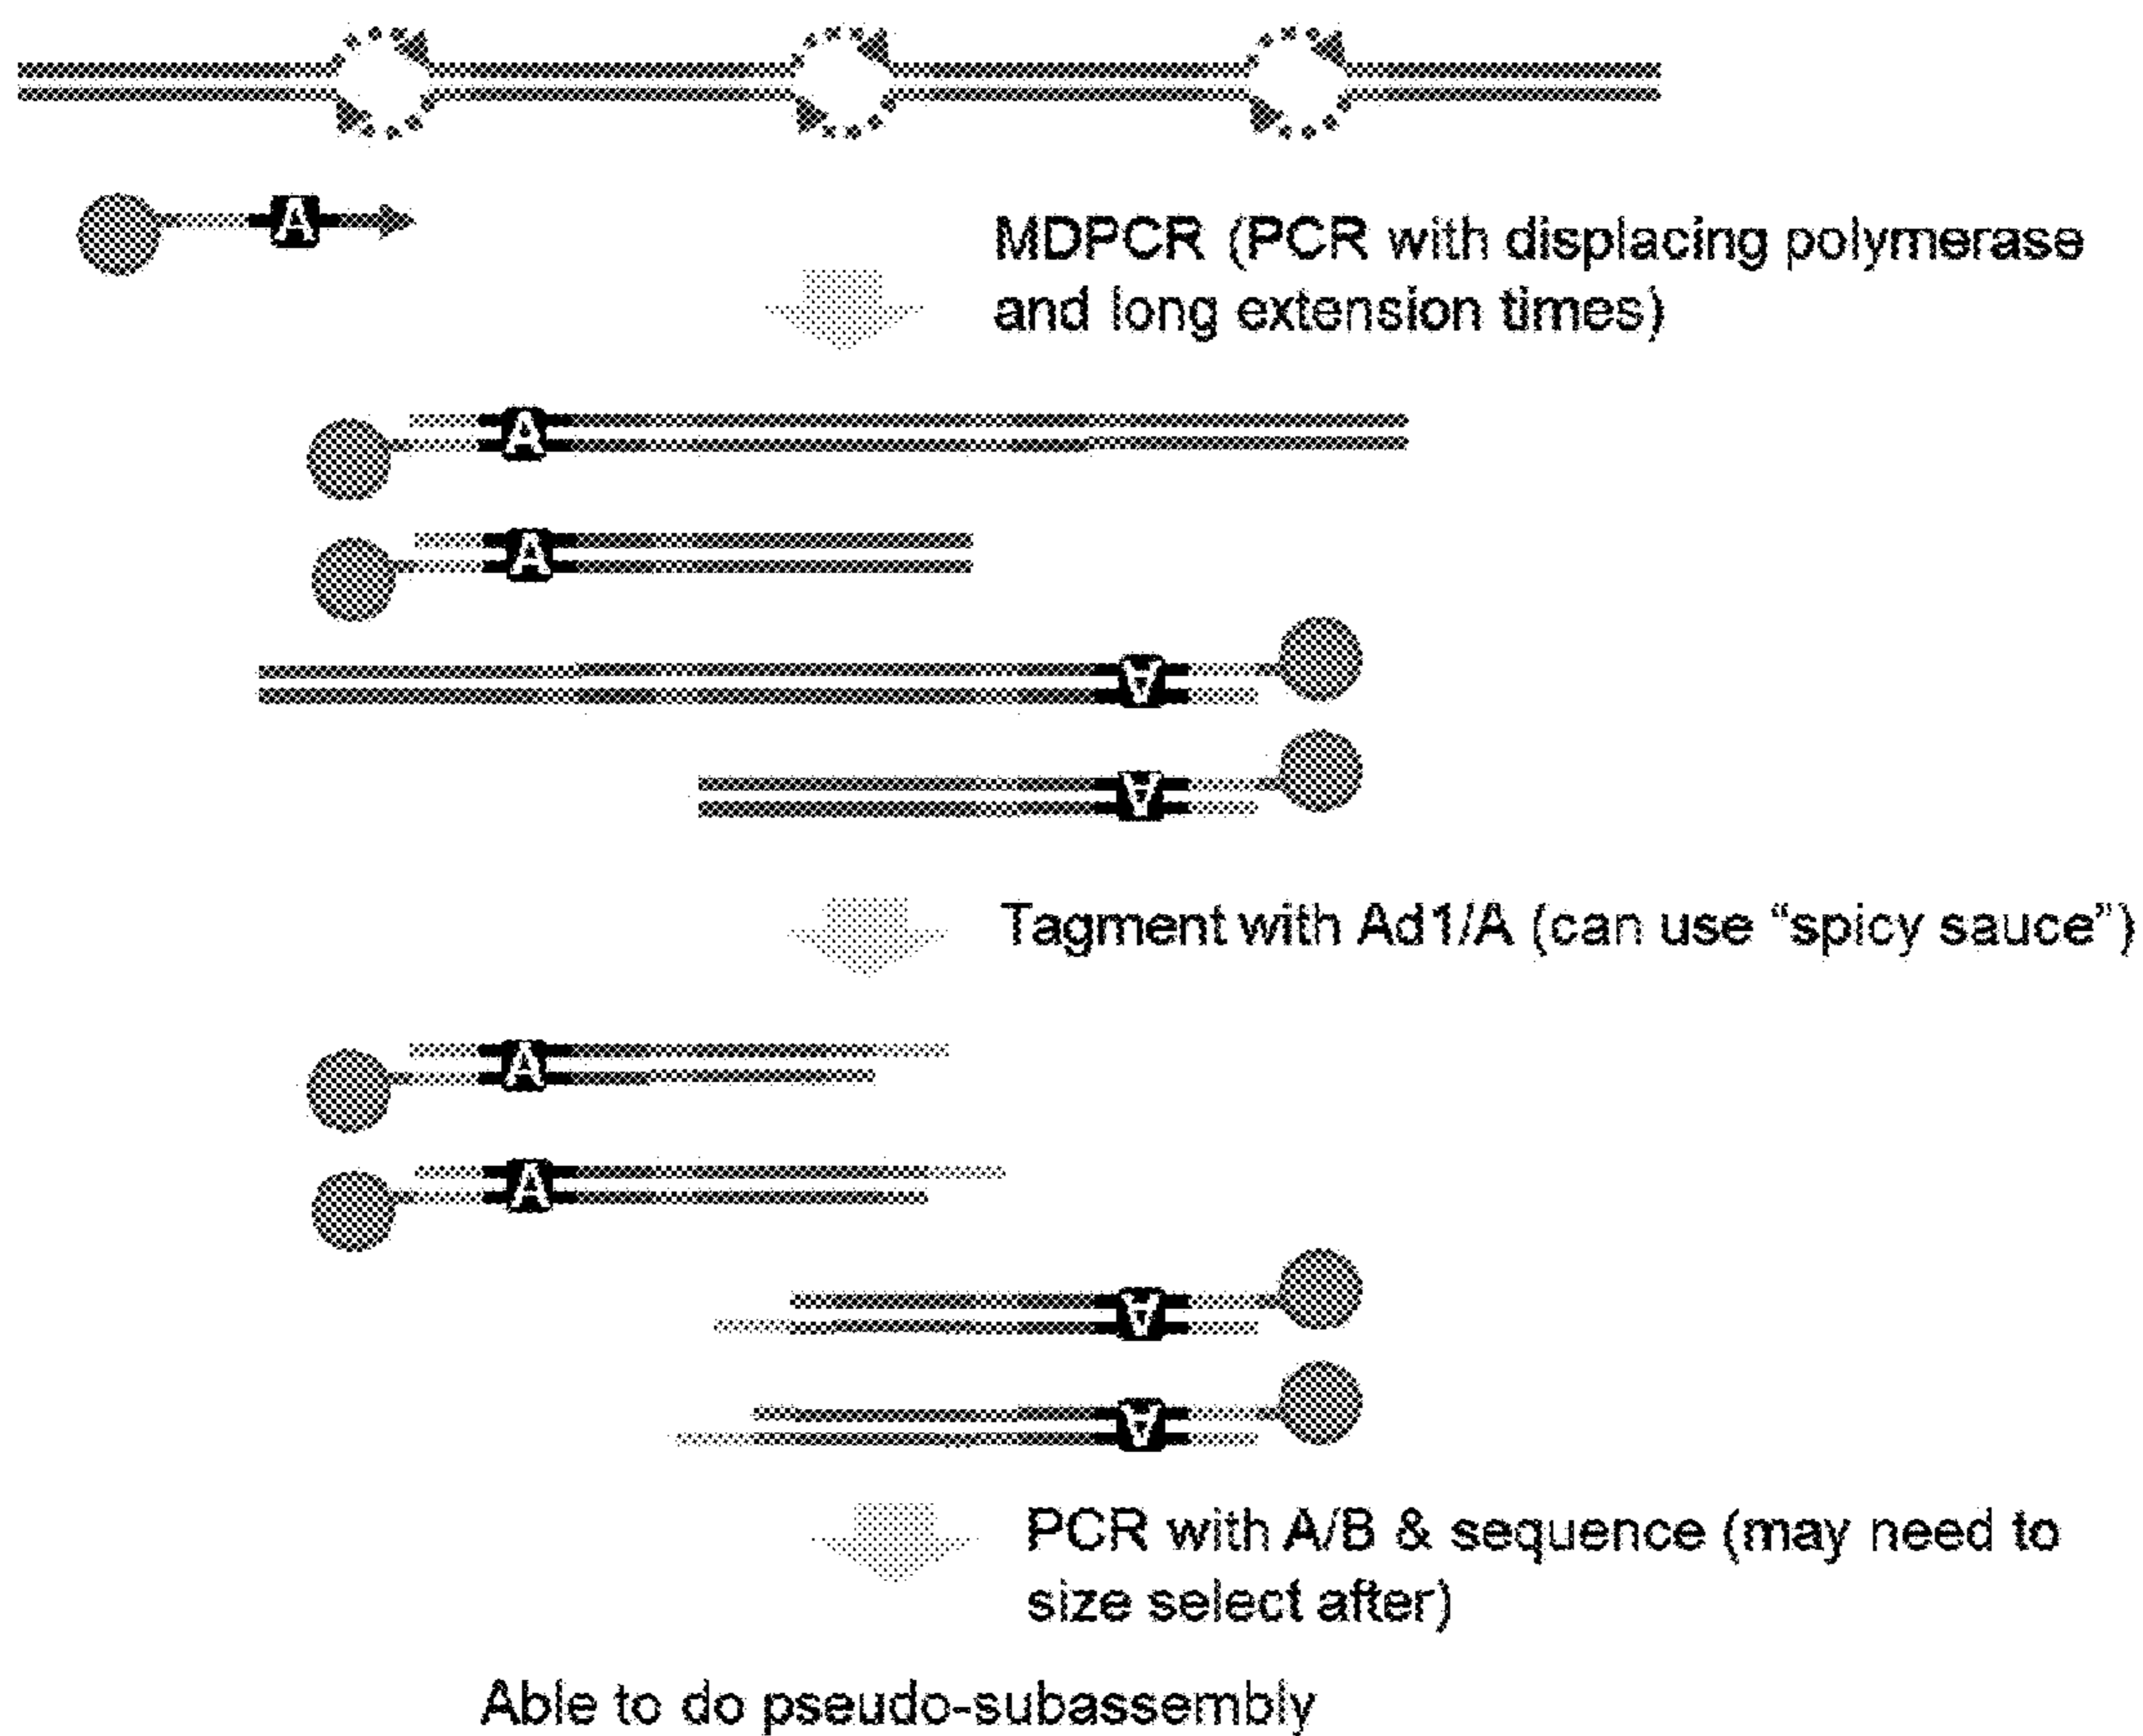 A
MDPCR (PCR with displacing polymerase
and long extension times)
A
A
A
A
Tagment with Ad1/A (can use “spicy sauce”)
A
A
A
A
PCR with A/B & sequence (may need to
size select after)
Able to do pseudo-subassembly